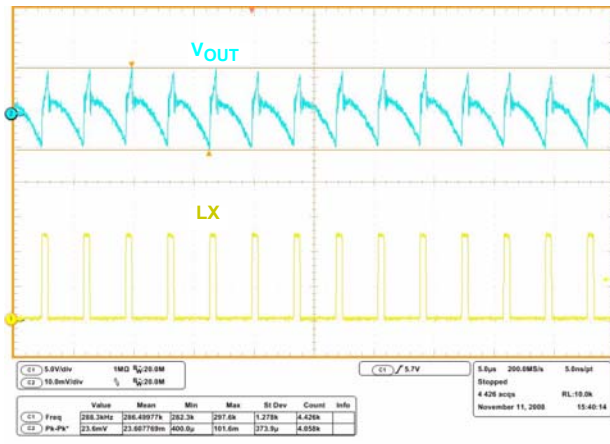 VOUT
2
LX
1
C1 5.0V/div 1MΩ BW:20.0M
C2 10.0mV/div BW:20.0M
C1 5.7V
5.0µs 200.0MS/s 5.0ns/pt
Stopped
4 426 acqs RL:10.0k
November 11, 2008 15:40:14
Value Mean Min Max St Dev Count Info
C1 Freq 286.3kHz 286.49977k 282.3k 297.6k 1.278k 4.426k
C2 Pk-Pk* 23.6mV 23.607769m 400.0µ 101.6m 373.9µ 4.058k